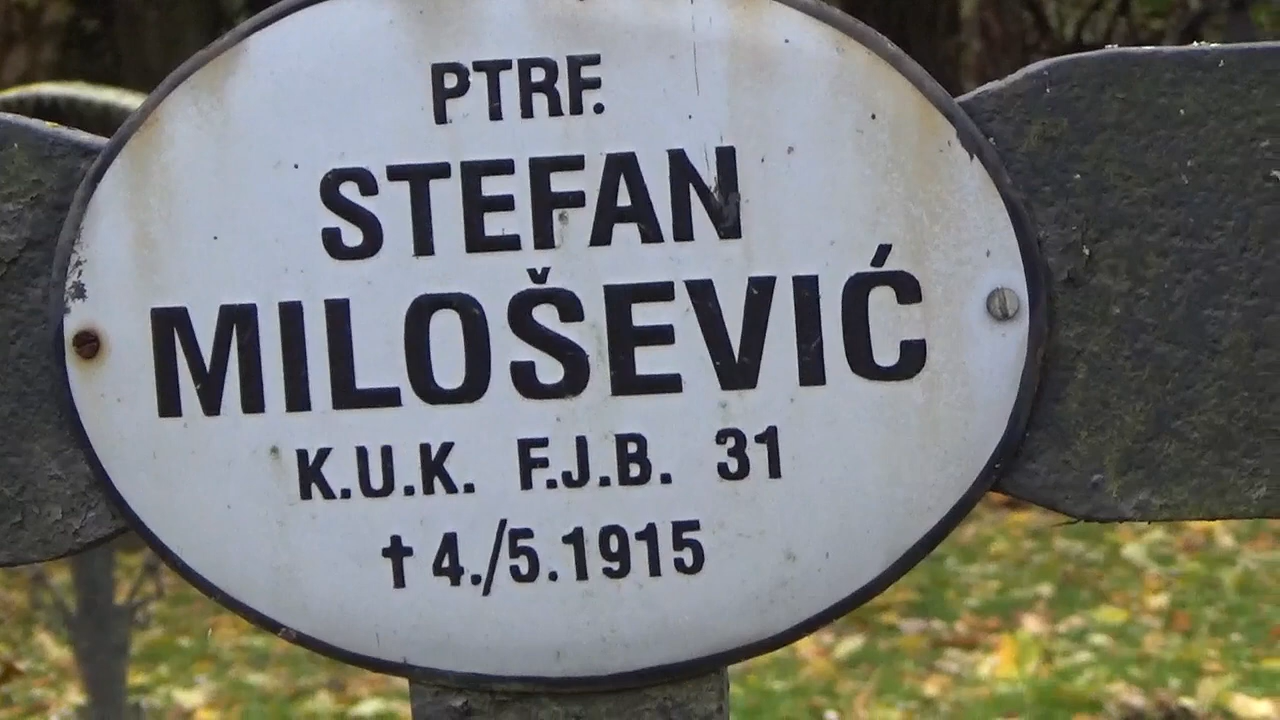 PTRF.
STEFAN
MILOŠEVIĆ
K.U.K. F.J.B. 31
† 4./5.1915